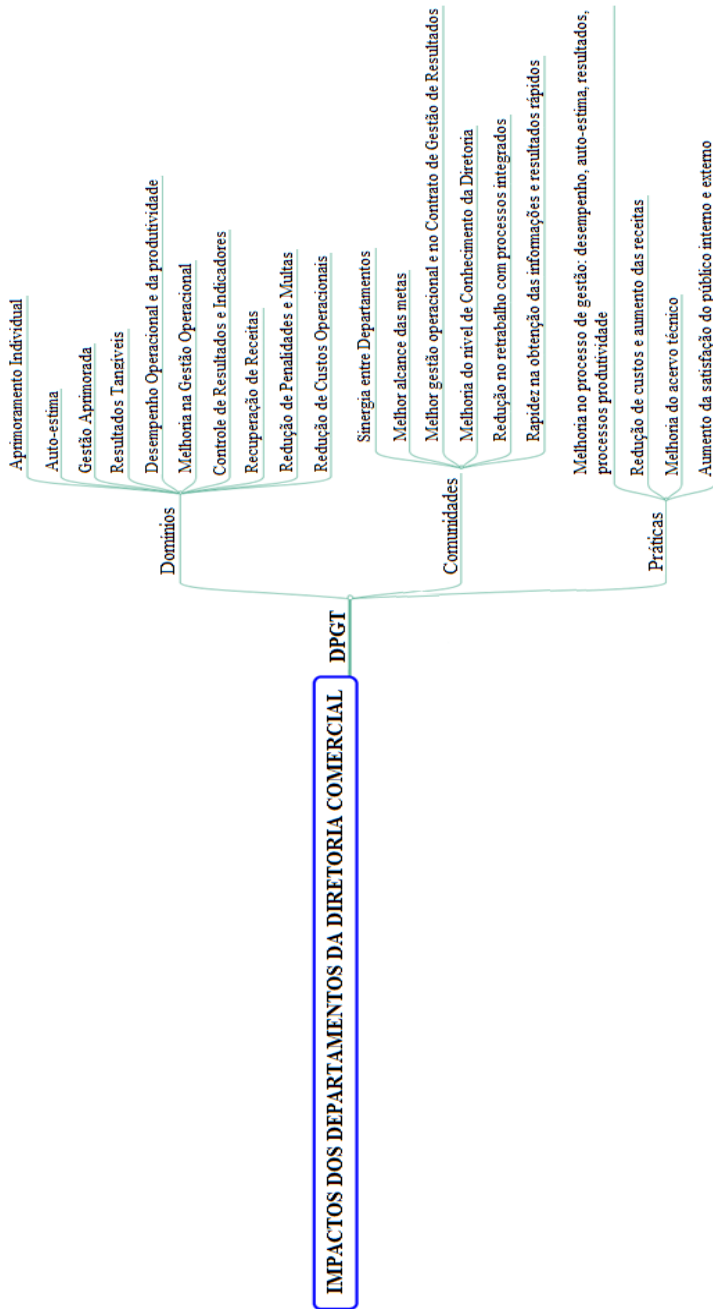 IMPACTOS DOS DEPARTAMENTOS DA DIRETORIA COMERCIAL
DPGT
Domínios
Aprimoramento Individual
Auto-estima
Gestão Aprimorada
Resultados Tangíveis
Desempenho Operacional e da produtividade
Melhoria na Gestão Operacional
Controle de Resultados e Indicadores
Recuperação de Receitas
Redução de Penalidades e Multas
Redução de Custos Operacionais
Comunidades
Sinergia entre Departamentos
Melhor alcance das metas
Melhor gestão operacional e no Contrato de Gestão de Resultados
Melhoria do nível de Conhecimento da Diretoria
Redução no retrabalho com processos integrados
Rapidez na obtenção das informações e resultados rápidos
Práticas
Melhoria no processo de gestão: desempenho, auto-estima, resultados,
processos produtividade
Redução de custos e aumento das receitas
Melhoria do acervo técnico
Aumento da satisfação do público interno e externo